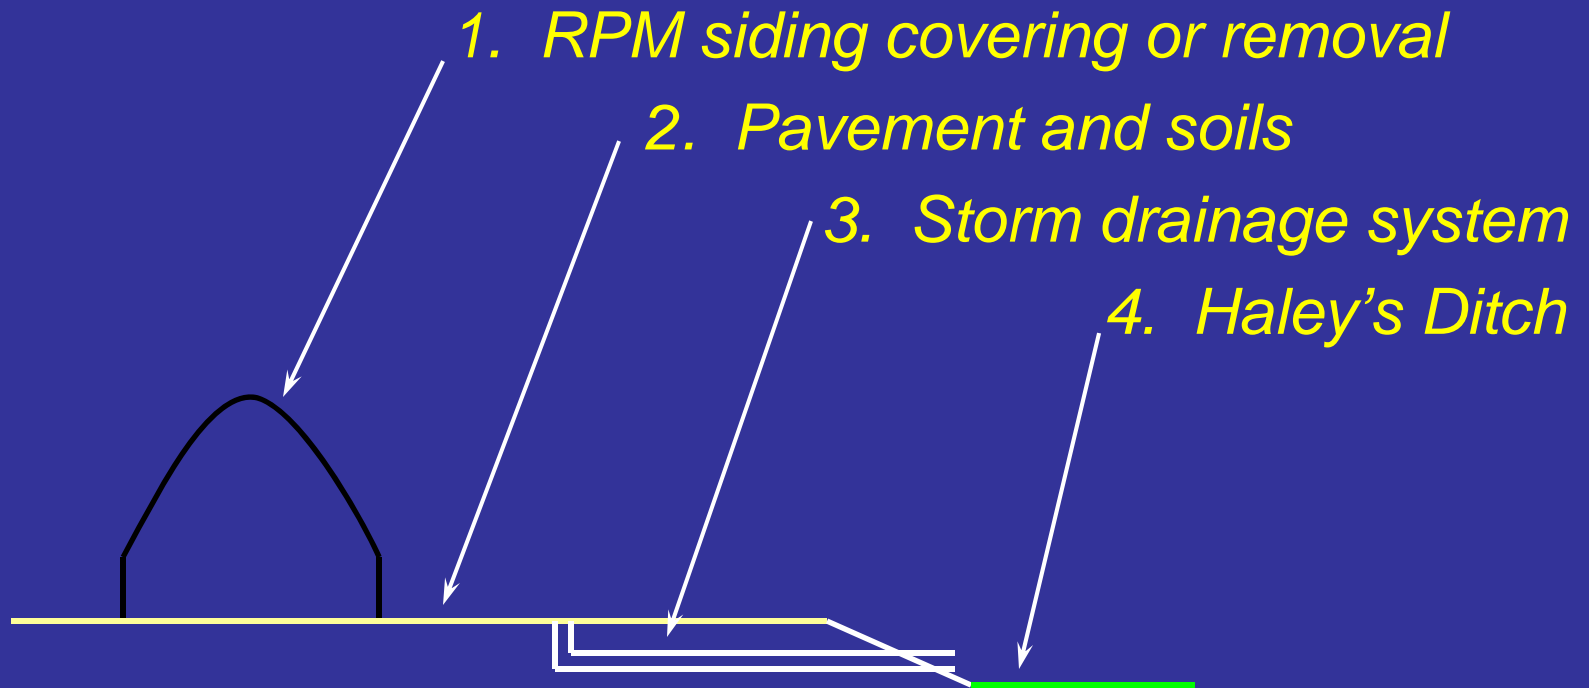 1. RPM siding covering or removal
2. Pavement and soils
3. Storm drainage system
4. Haley’s Ditch